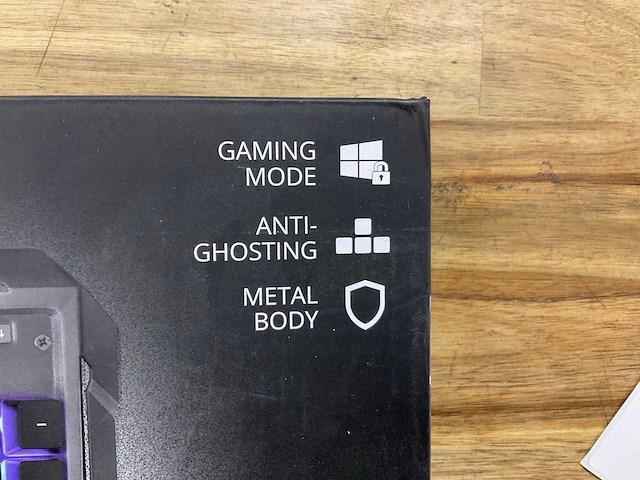 GAMING
MODE
ANTI-
GHOSTING
METAL
BODY